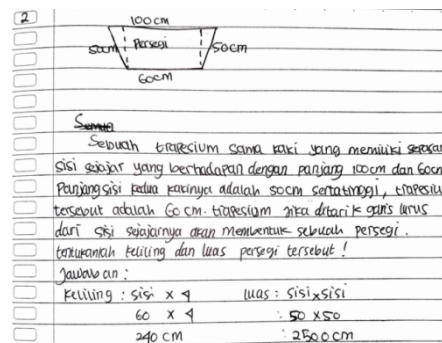 2
100 cm
50cm Persegi 50cm
60cm
Sebuah trapesium sama kaki yang memiliki sepasan
sisi sejajar yang berhadapan dengan panjang 100cm dan 60cm
Panjang sisi kedua kakinya adalah 50cm serta tinggi, trapesiu
tersebut adalah 60 cm. trapesium jika ditarik garis lurus
dari sisi sejajarnya akan membentuk sebuah persegi.
tentukanlah keliling dan luas persegi tersebut !
Jawaban :
Keliling : sisi x 4 luas : sisi x sisi
60 x 4 : 50 x 50
240 cm : 2500 cm